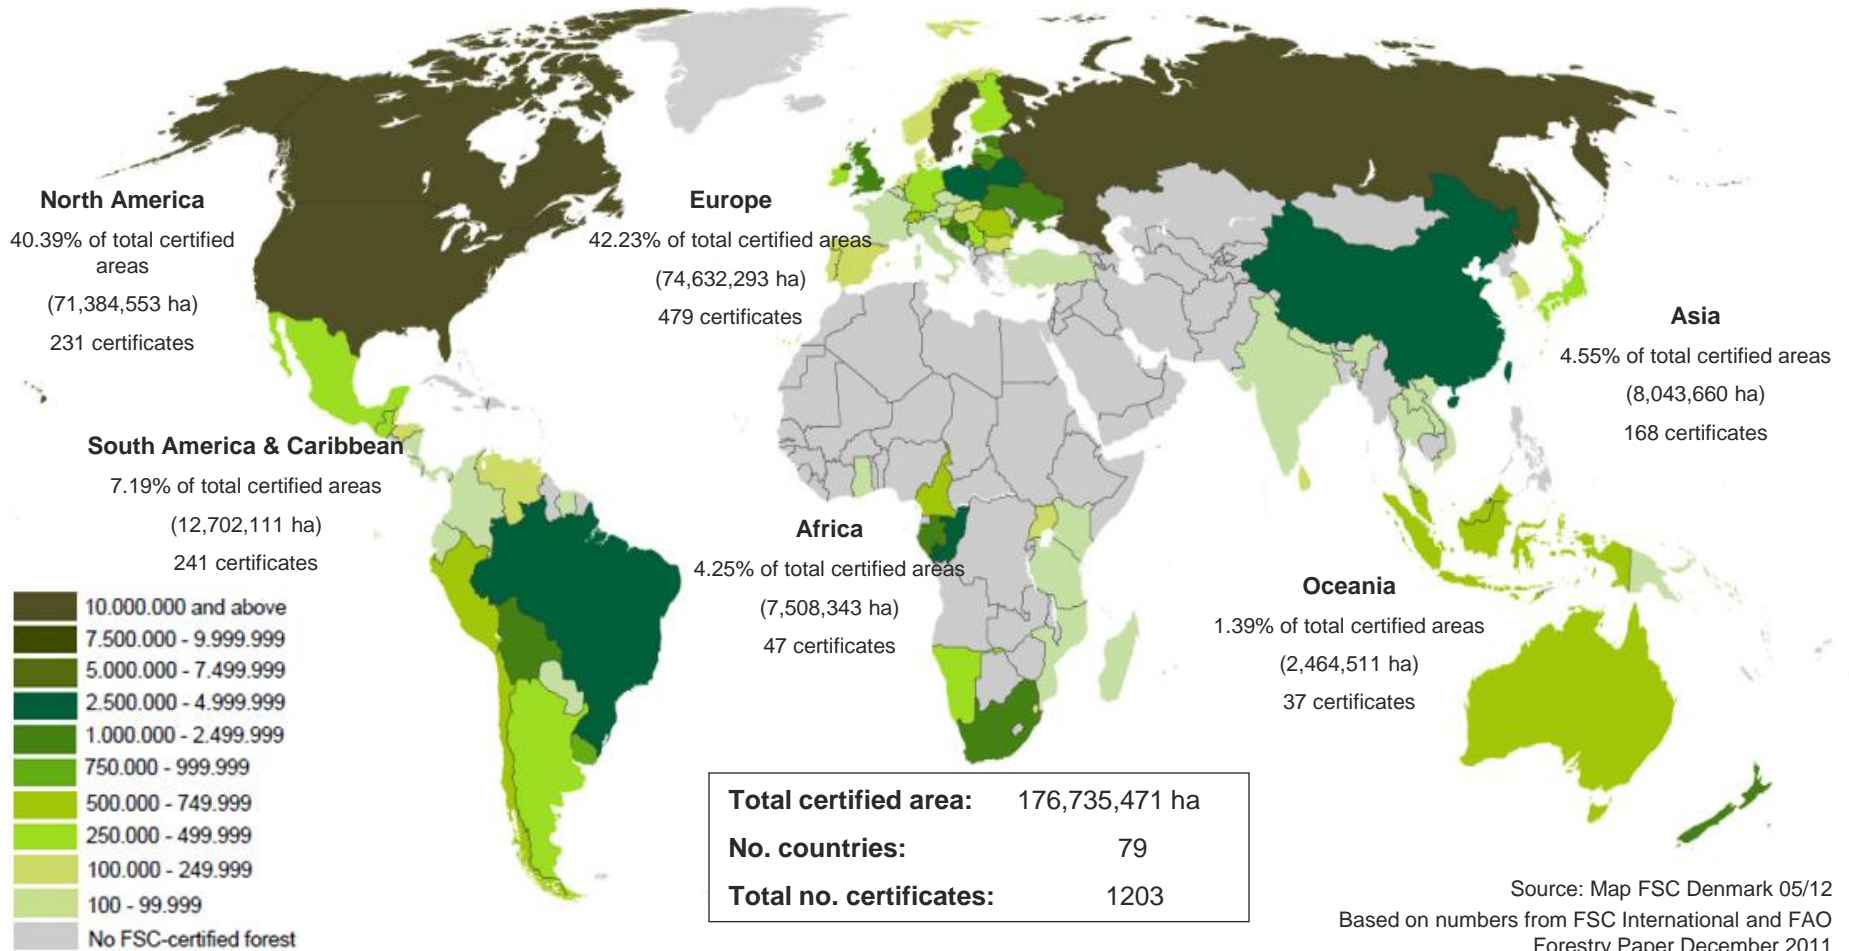 North America
40.39% of total certified
areas
(71,384,553 ha)
231 certificates
Europe
42.23% of total certified areas
(74,632,293 ha)
479 certificates
Asia
4.55% of total certified areas
(8,043,660 ha)
168 certificates
South America & Caribbean
7.19% of total certified areas
(12,702,111 ha)
241 certificates
Africa
4.25% of total certified areas
(7,508,343 ha)
47 certificates
Oceania
1.39% of total certified areas
(2,464,511 ha)
37 certificates
10.000.000 and above
7.500.000 - 9.999.999
5.000.000 - 7.499.999
2.500.000 - 4.999.999
1.000.000 - 2.499.999
750.000 - 999.999
500.000 - 749.999
250.000 - 499.999
100.000 - 249.999
100 - 99.999
No FSC-certified forest
Total certified area: 176,735,471 ha
No. countries: 79
Total no. certificates: 1203
Source: Map FSC Denmark 05/12
Based on numbers from FSC International and FAO
Forestry Paper December 2011